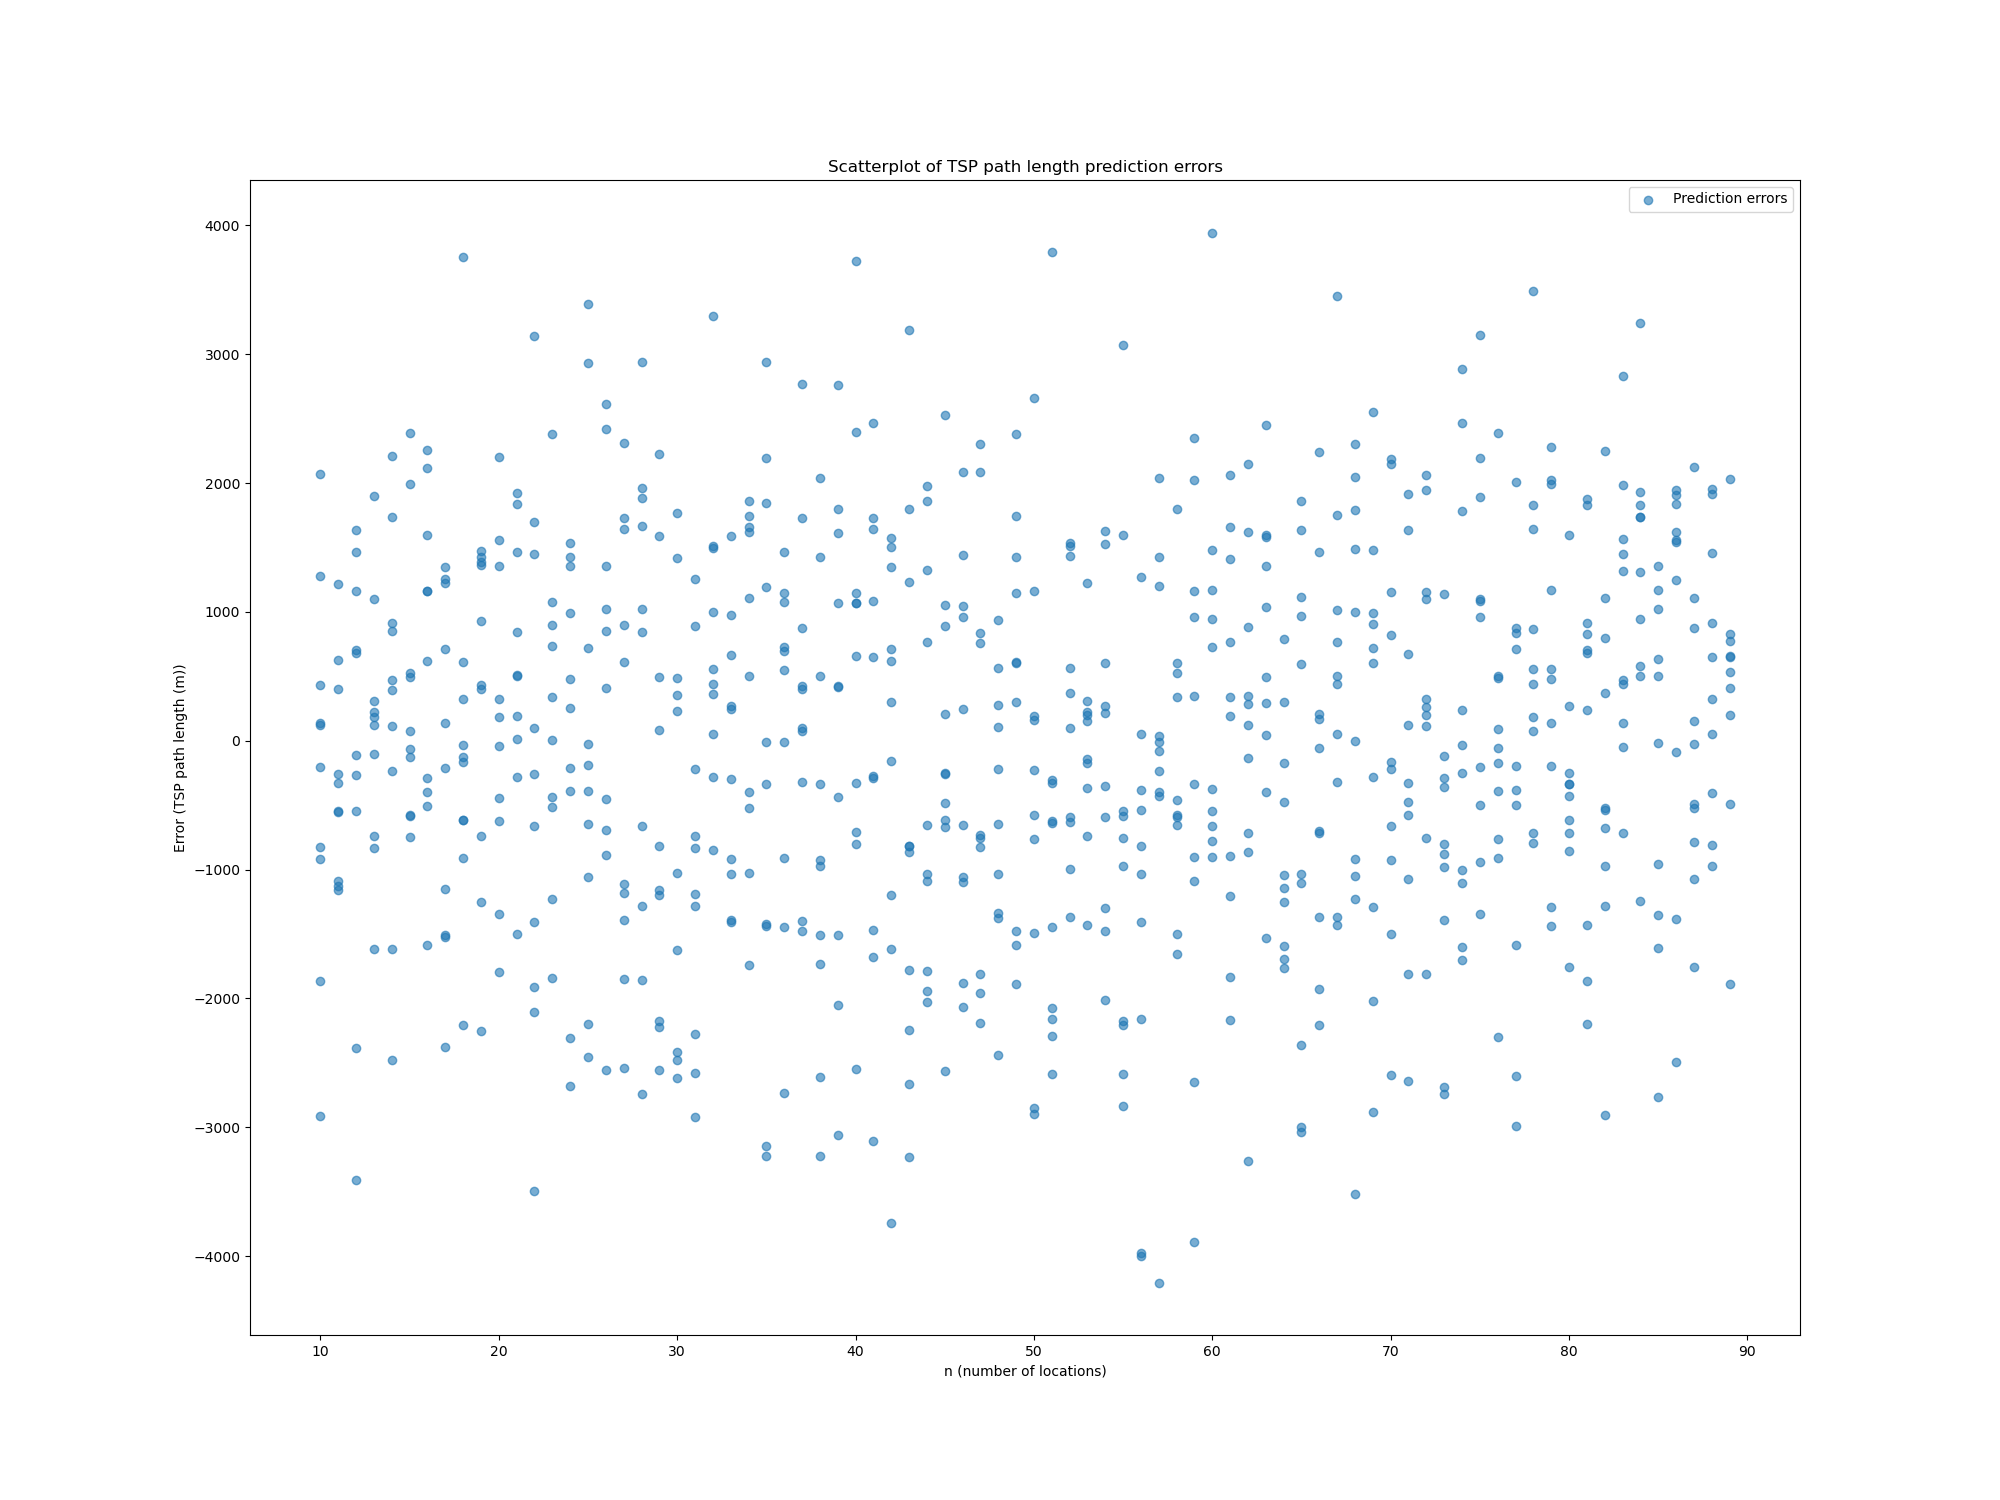 Scatterplot of TSP path length prediction errors
Prediction errors
4000
3000
2000
1000
0
−1000
−2000
−3000
−4000
Error (TSP path length (m))
10 20 30 40 50 60 70 80 90
n (number of locations)